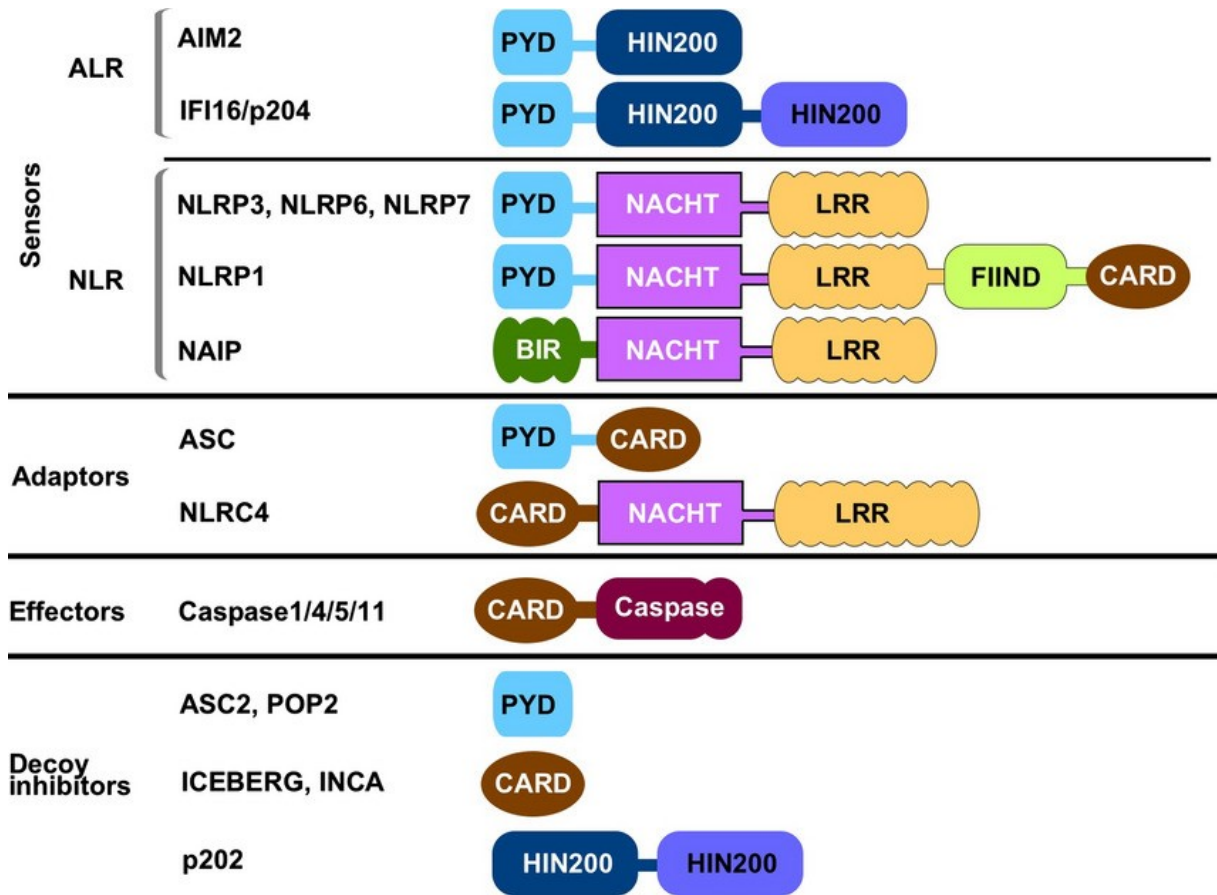 AIM2 PYD HIN200
ALR
IFI16/p204 PYD HIN200 HIN200
Sensors
NLRP3, NLRP6, NLRP7 PYD NACHT LRR
NLR
NLRP1 PYD NACHT LRR FIIND CARD
NAIP BIR NACHT LRR
ASC PYD CARD
Adaptors
NLRC4 CARD NACHT LRR
Effectors Caspase1/4/5/11 CARD Caspase
ASC2, POP2 PYD
Decoy
inhibitors
ICEBERG, INCA CARD
p202 HIN200 HIN200